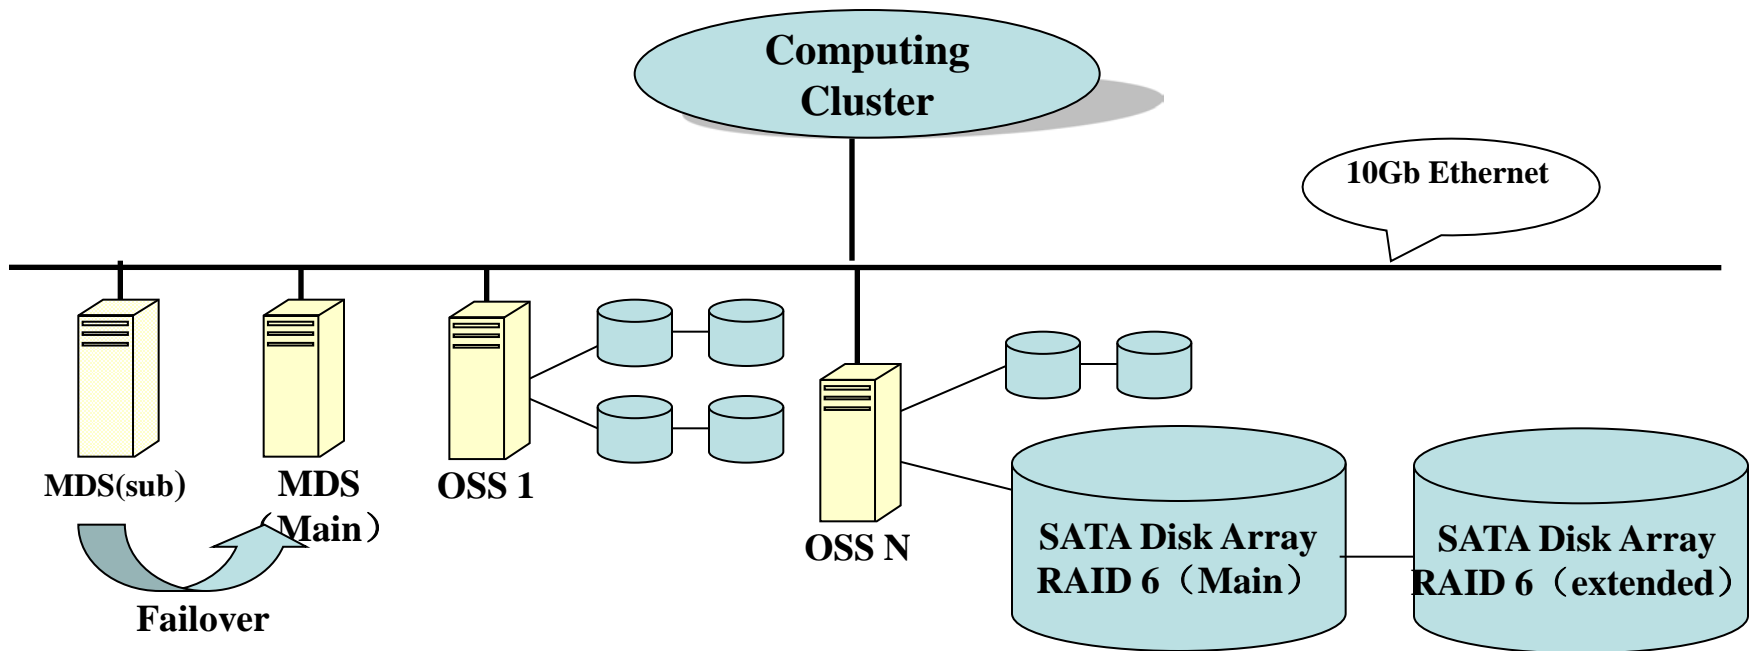 Computing
Cluster
10Gb Ethernet
MDS(sub)
MDS
（Main）
OSS 1
OSS N
SATA Disk Array
RAID 6（Main）
SATA Disk Array
RAID 6（extended）
Failover